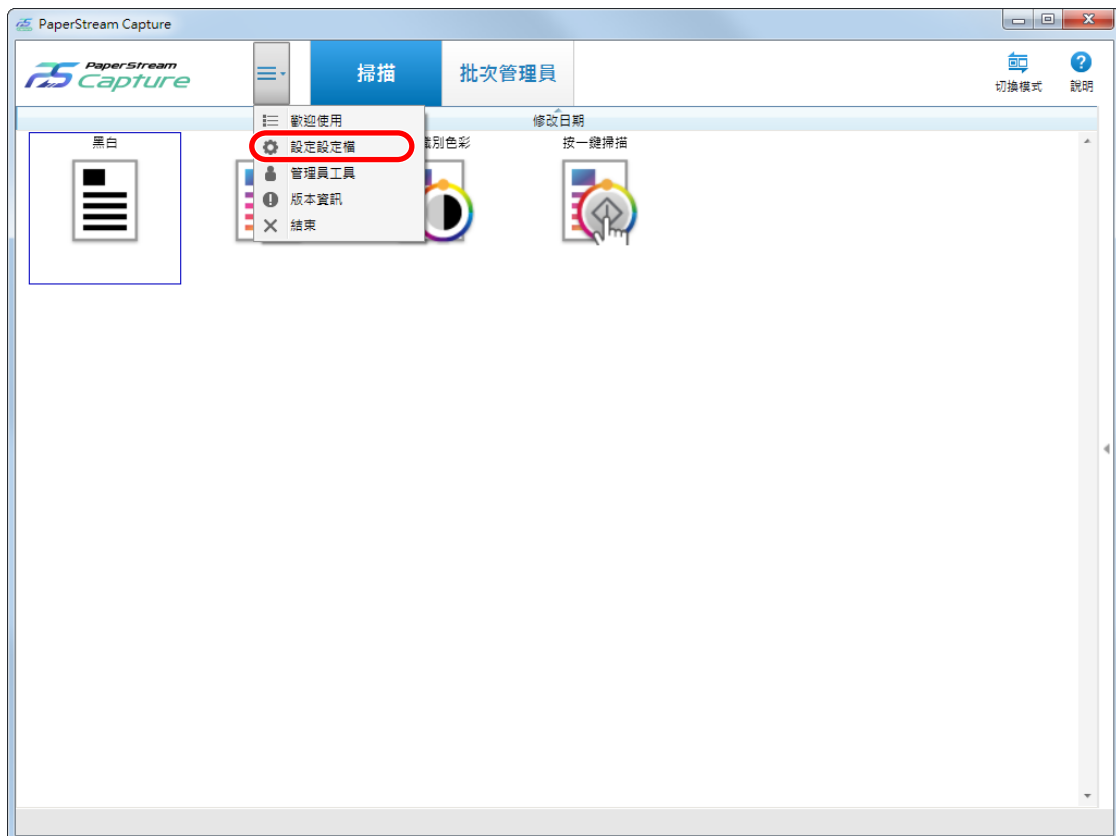 PaperStream Capture
PaperStream
Capture
掃描
批次管理員
切換模式
說明
修改日期
歡迎使用
設定設定檔
管理員工具
版本資訊
結束
黑白
識別色彩
按一鍵掃描